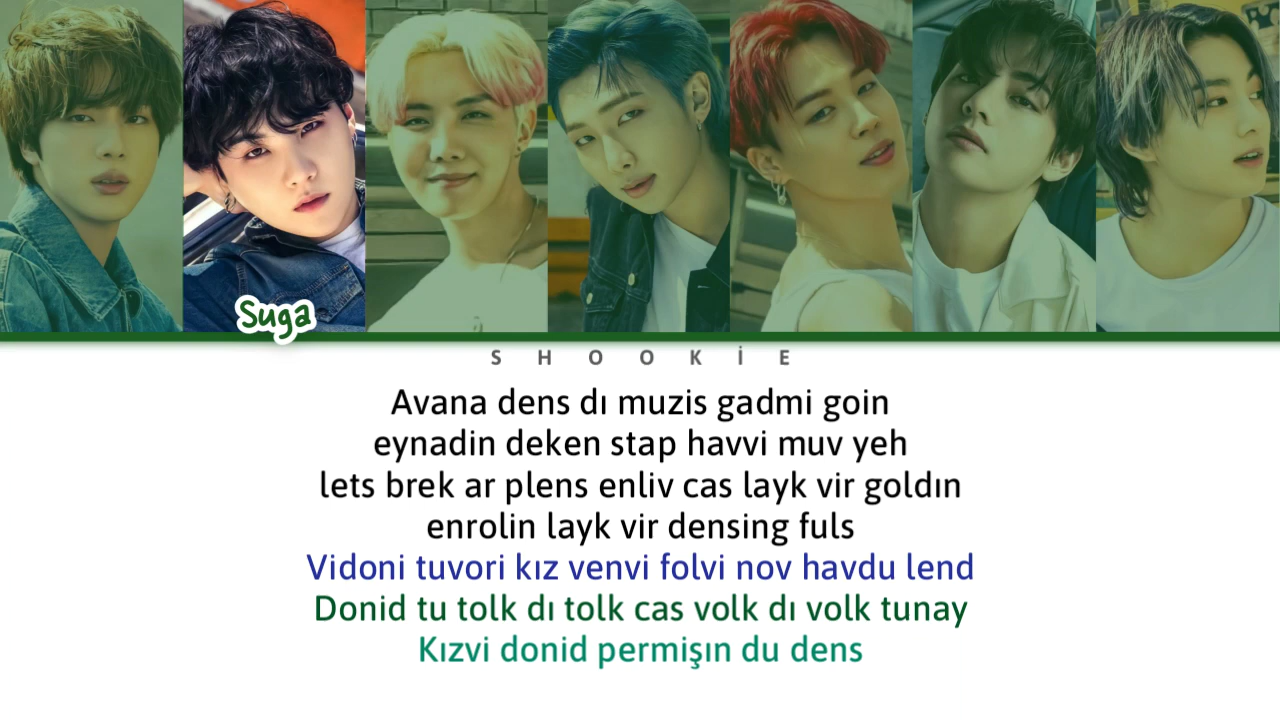 Suga
S H O O K İ E
Avana dens dı muzis gadmi goin
eynadin deken stap havvi muv yeh
lets brek ar plens enliv cas layk vir goldın
enrolin layk vir densing fuls
Vidoni tuvori kız venvi folvi nov havdu lend
Donid tu tolk dı tolk cas volk dı volk tunay
Kızvi donid permişın du dens